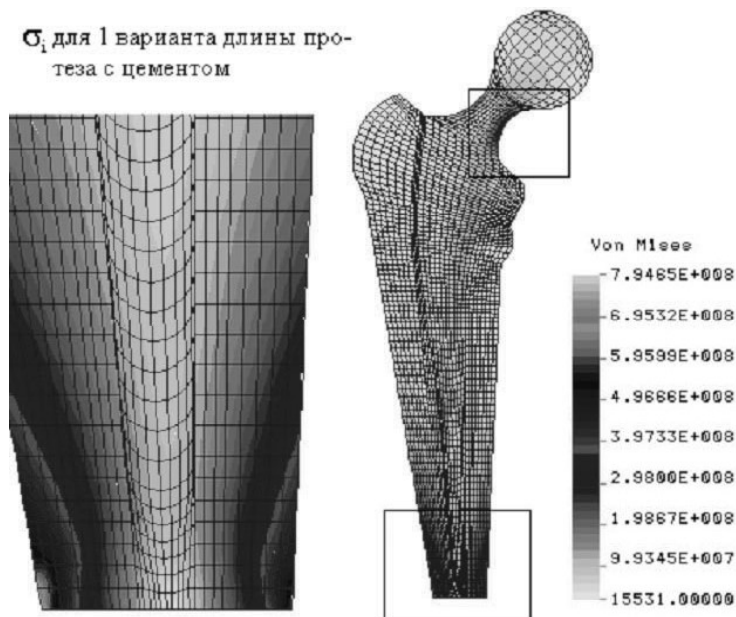 σi для 1 варианта длины про-
теза с цементом
Von Mises
7.9465E+008
6.9532E+008
5.9599E+008
4.9666E+008
3.9733E+008
2.9800E+008
1.9867E+008
9.9345E+007
15531.00000